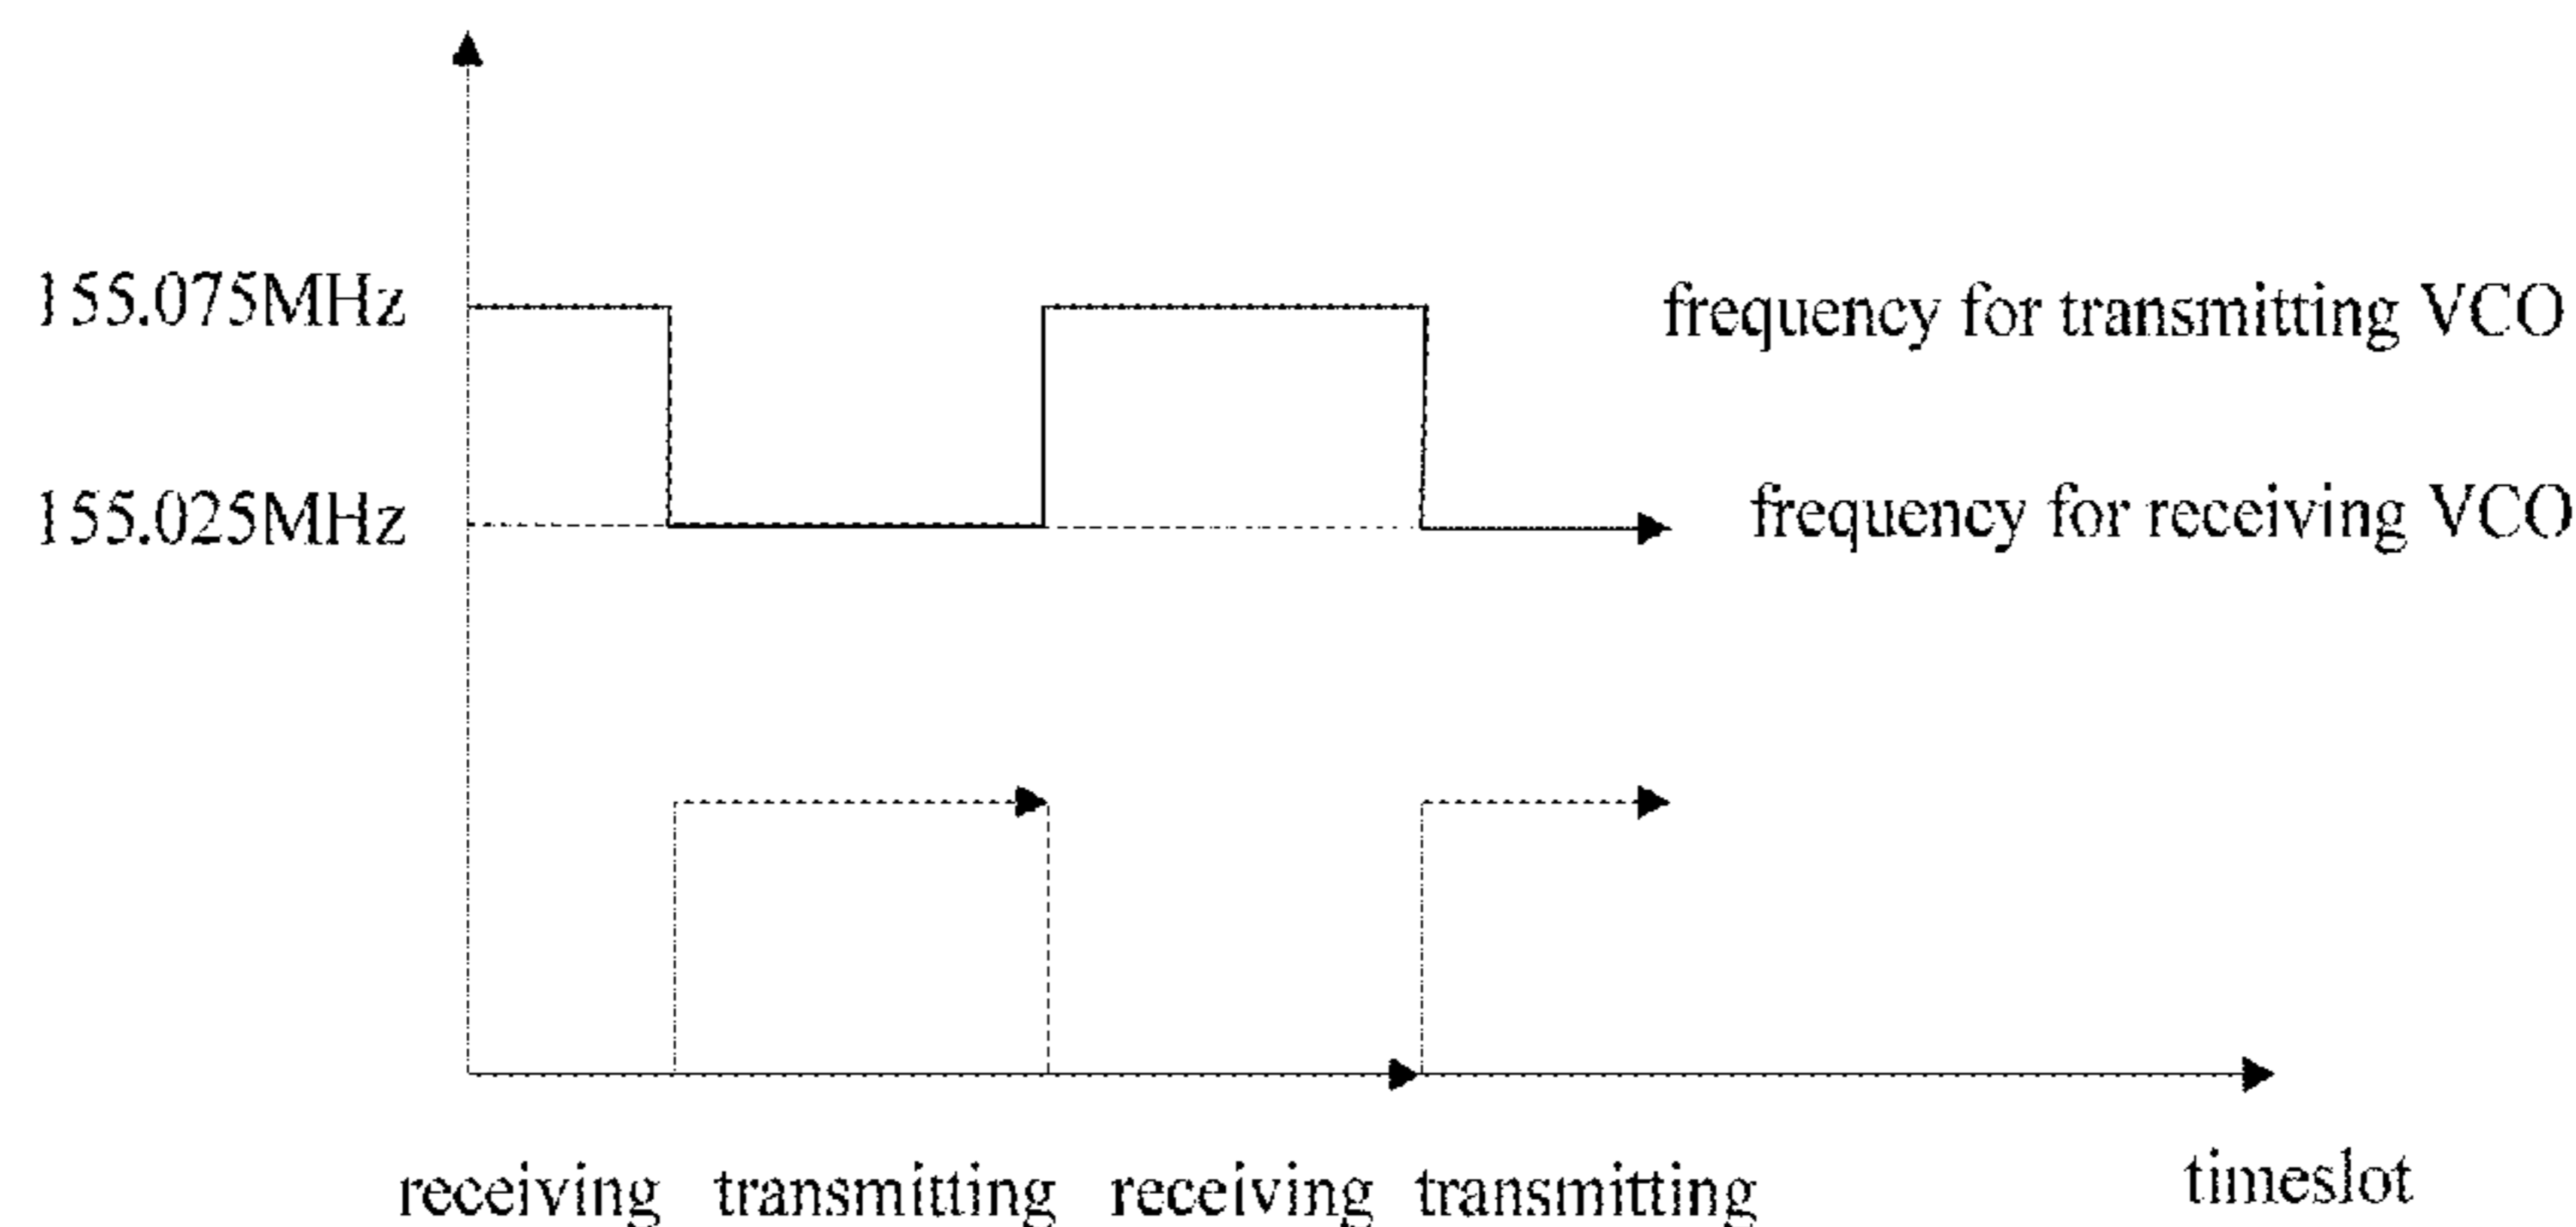 155.075MHz
frequency for transmitting VCO
155.025MHz
frequency for receiving VCO
receiving transmitting receiving transmitting timeslot